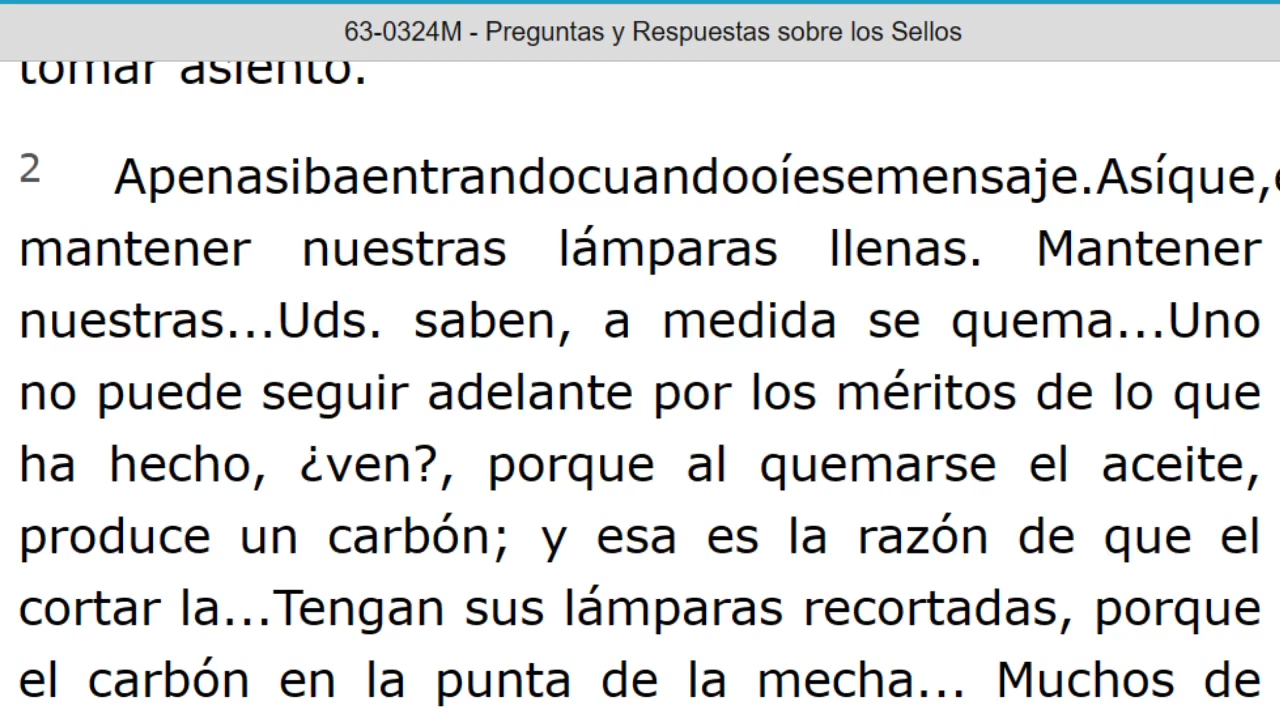 63-0324M - Preguntas y Respuestas sobre los Sellos
tomar asiento.
2 Apenasibaentrandocuandooíesemensaje.Asíque,
mantener nuestras lámparas llenas. Mantener
nuestras...Uds. saben, a medida se quema...Uno
no puede seguir adelante por los méritos de lo que
ha hecho, ¿ven?, porque al quemarse el aceite,
produce un carbón; y esa es la razón de que el
cortar la...Tengan sus lámparas recortadas, porque
el carbón en la punta de la mecha... Muchos de